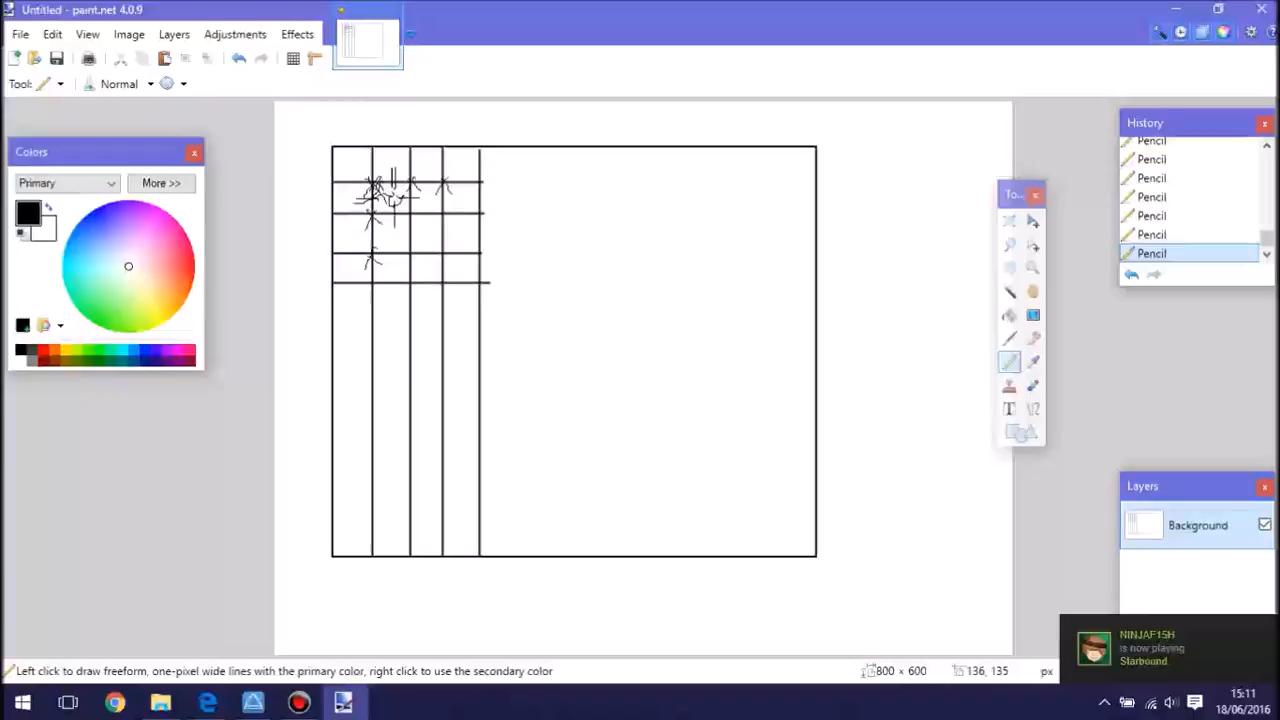 Untitled - paint.net 4.0.9
File Edit View Image Layers Adjustments Effects
Tool: Normal
Colors
Primary More >>
History
Pencil
Pencil
Pencil
Pencil
Pencil
Pencil
Pencil
To...
T
Layers
Background
NINJAF15H
is now playing
Starbound
Left click to draw freeform, one-pixel wide lines with the primary color, right click to use the secondary color
800 × 600 136, 135 px
15:11
18/06/2016